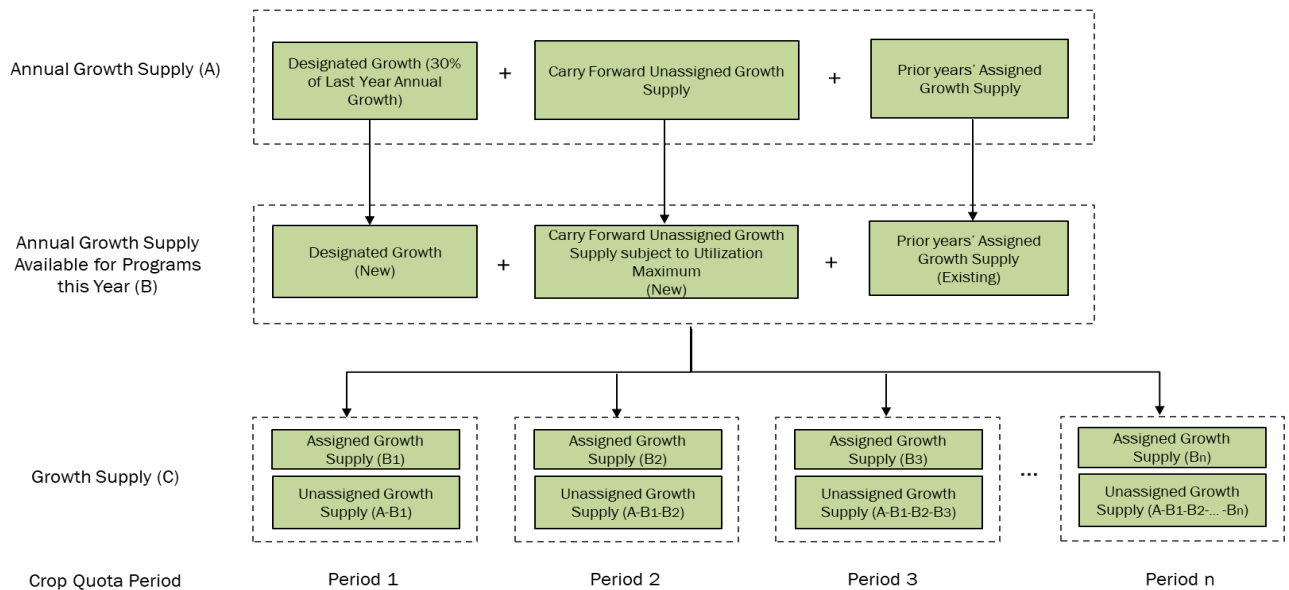 Annual Growth Supply (A)
Designated Growth (30%
of Last Year Annual
Growth)
+
Carry Forward Unassigned Growth
Supply
+
Prior years' Assigned
Growth Supply
Annual Growth Supply
Available for Programs
this Year (B)
Designated Growth
(New)
+
Carry Forward Unassigned Growth
Supply subject to Utilization
Maximum
(New)
+
Prior years' Assigned
Growth Supply
(Existing)
Growth Supply (C)
Assigned Growth
Supply (B1)
Unassigned Growth
Supply (A-B1)
Assigned Growth
Supply (B2)
Unassigned Growth
Supply (A-B1-B2)
Assigned Growth
Supply (B3)
Unassigned Growth
Supply (A-B1-B2-B3)
...
Assigned Growth
Supply (Bn)
Unassigned Growth
Supply (A-B1-B2-... -Bn)
Crop Quota Period
Period 1
Period 2
Period 3
Period n